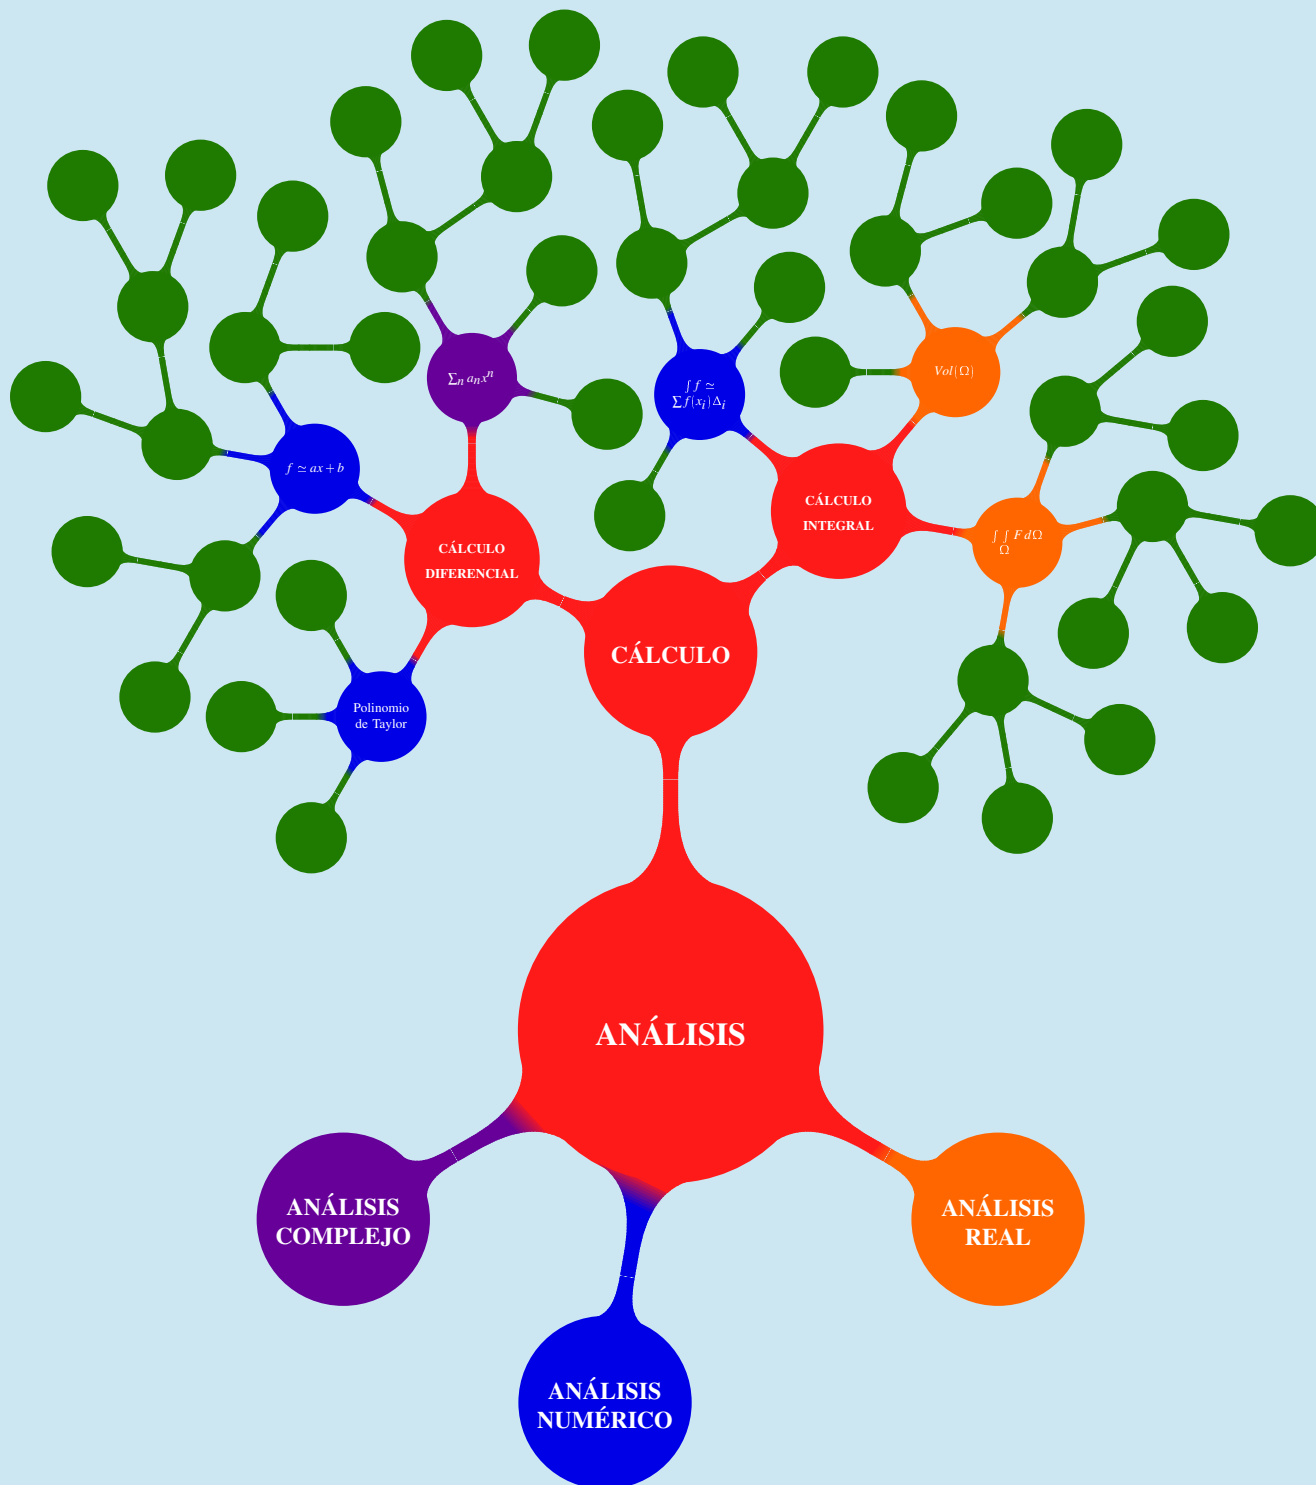 ∑n aₙxⁿ
∫ f ≃
∑ f(xᵢ)Δᵢ
Vol(Ω)
f ≃ ax + b
CÁLCULO
INTEGRAL
∫ ∫ F dΩ
Ω
CÁLCULO
DIFERENCIAL
CÁLCULO
Polinomio
de Taylor
ANÁLISIS
ANÁLISIS
COMPLEJO
ANÁLISIS
REAL
ANÁLISIS
NUMÉRICO